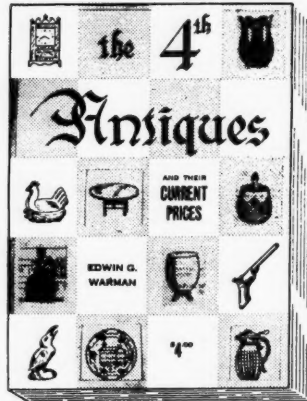 the 4th
Antiques
AND THEIR
CURRENT
PRICES
EDWIN G.
WARMAN
$4.00